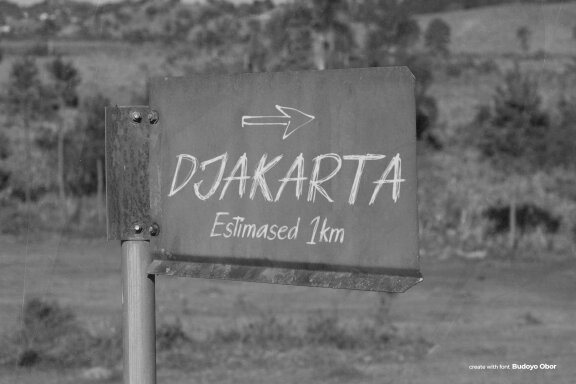 DJAKARTA
Estimased 1km
create with font Budoyo Obor